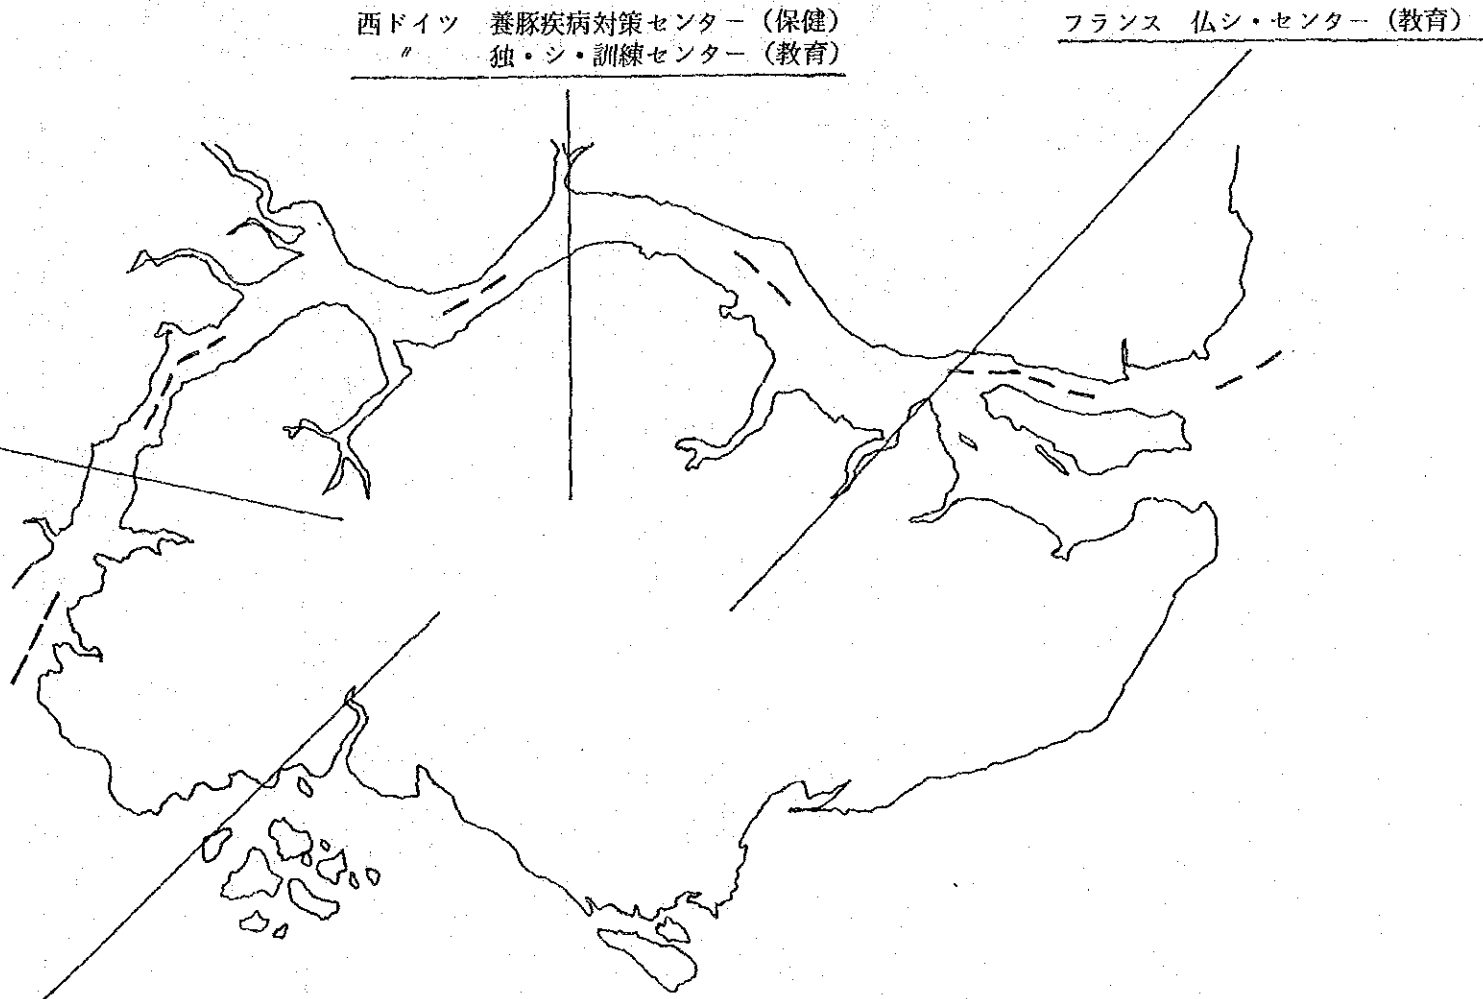 西ドイツ 養豚疾病対策センター（保健）
〃 独・シ・訓練センター（教育）
フランス 仏シ・センター（教育）